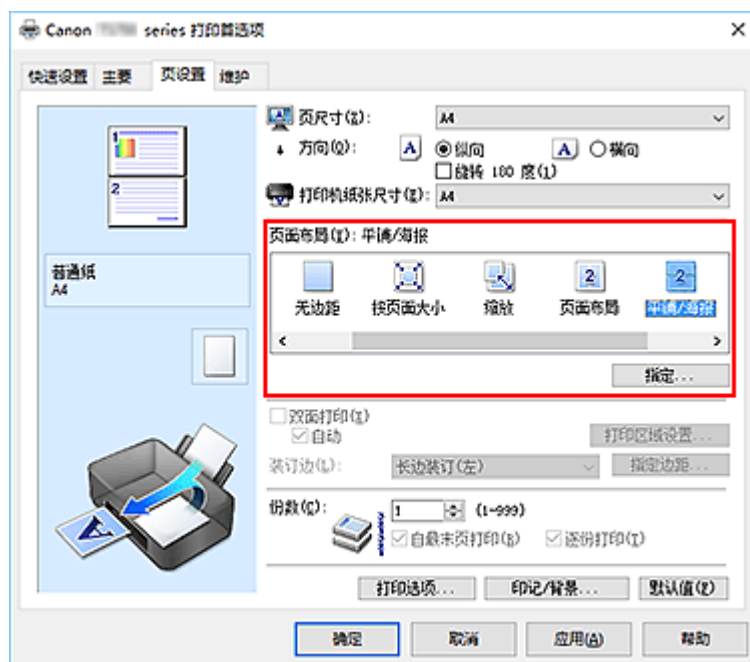 Canon series 打印首选项
快速设置 主要 页设置 维护
页尺寸(Z): A4
方向(O): A 纵向 A 横向
旋转 180 度(1)
打印机纸张尺寸(E): A4
页面布局(Y): 平铺/海报
无边距 按页面大小 缩放 页面布局 平铺/海报
指定...
普通纸
A4
双面打印(X)
自动 打印区域设置...
装订边(L): 长边装订(左) 指定边距...
份数(C): 1 (1-999)
自最末页打印(B) 逐份打印(T)
打印选项... 印记/背景... 默认值(F)
确定 取消 应用(A) 帮助